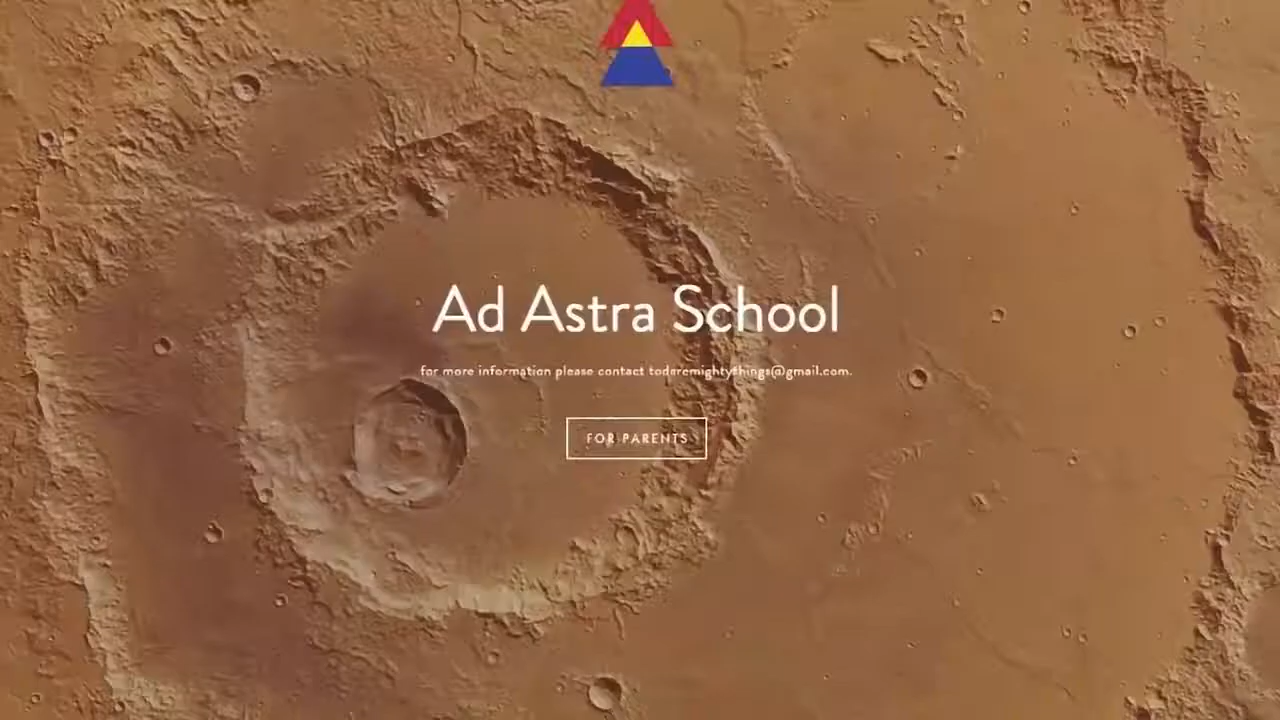 Ad Astra School
for more information please contact todaremightythings@gmail.com.
FOR PARENTS